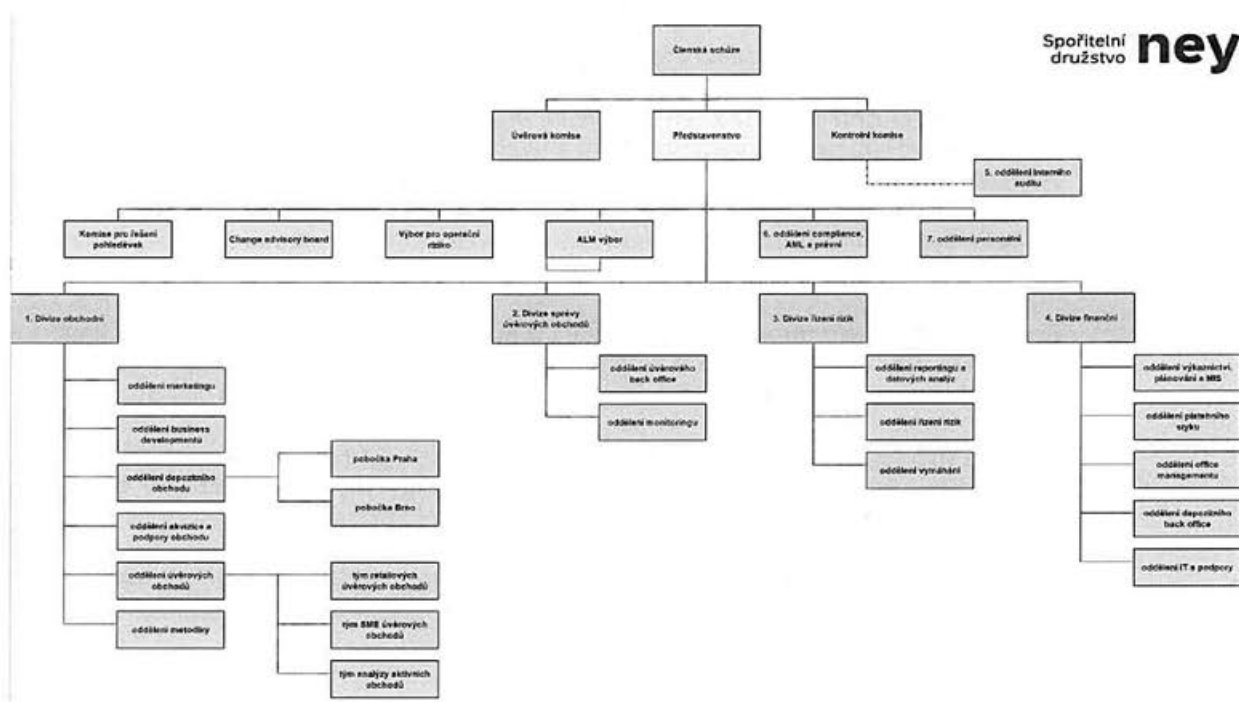 Spořitelní
družstvo
ney
Členská schůze
Úvěrová komise
Představenstvo
Kontrolní komise
5. oddělení interního
auditu
Komise pro řešení
pohledávek
Change advisory board
Výbor pro operační
riziko
ALM výbor
6. oddělení compliance,
AML a právní
7. oddělení personální
1. Divize obchodní
2. Divize správy
úvěrových obchodů
3. Divize řízení rizik
4. Divize finanční
oddělení marketingu
oddělení business
developmentu
oddělení depozitního
obchodu
pobočka Praha
pobočka Brno
oddělení akvizice a
podpory obchodu
oddělení úvěrových
obchodů
tým retailových
úvěrových obchodů
tým SME úvěrových
obchodů
tým analýzy aktivních
obchodů
oddělení metodiky
oddělení úvěrového
back office
oddělení monitoringu
oddělení reportingu a
datových analýz
oddělení řízení rizik
oddělení vymáhání
oddělení výkaznictví,
plánování a MIS
oddělení platebního
styku
oddělení office
managementu
oddělení depozitního
back office
oddělení IT a podpory